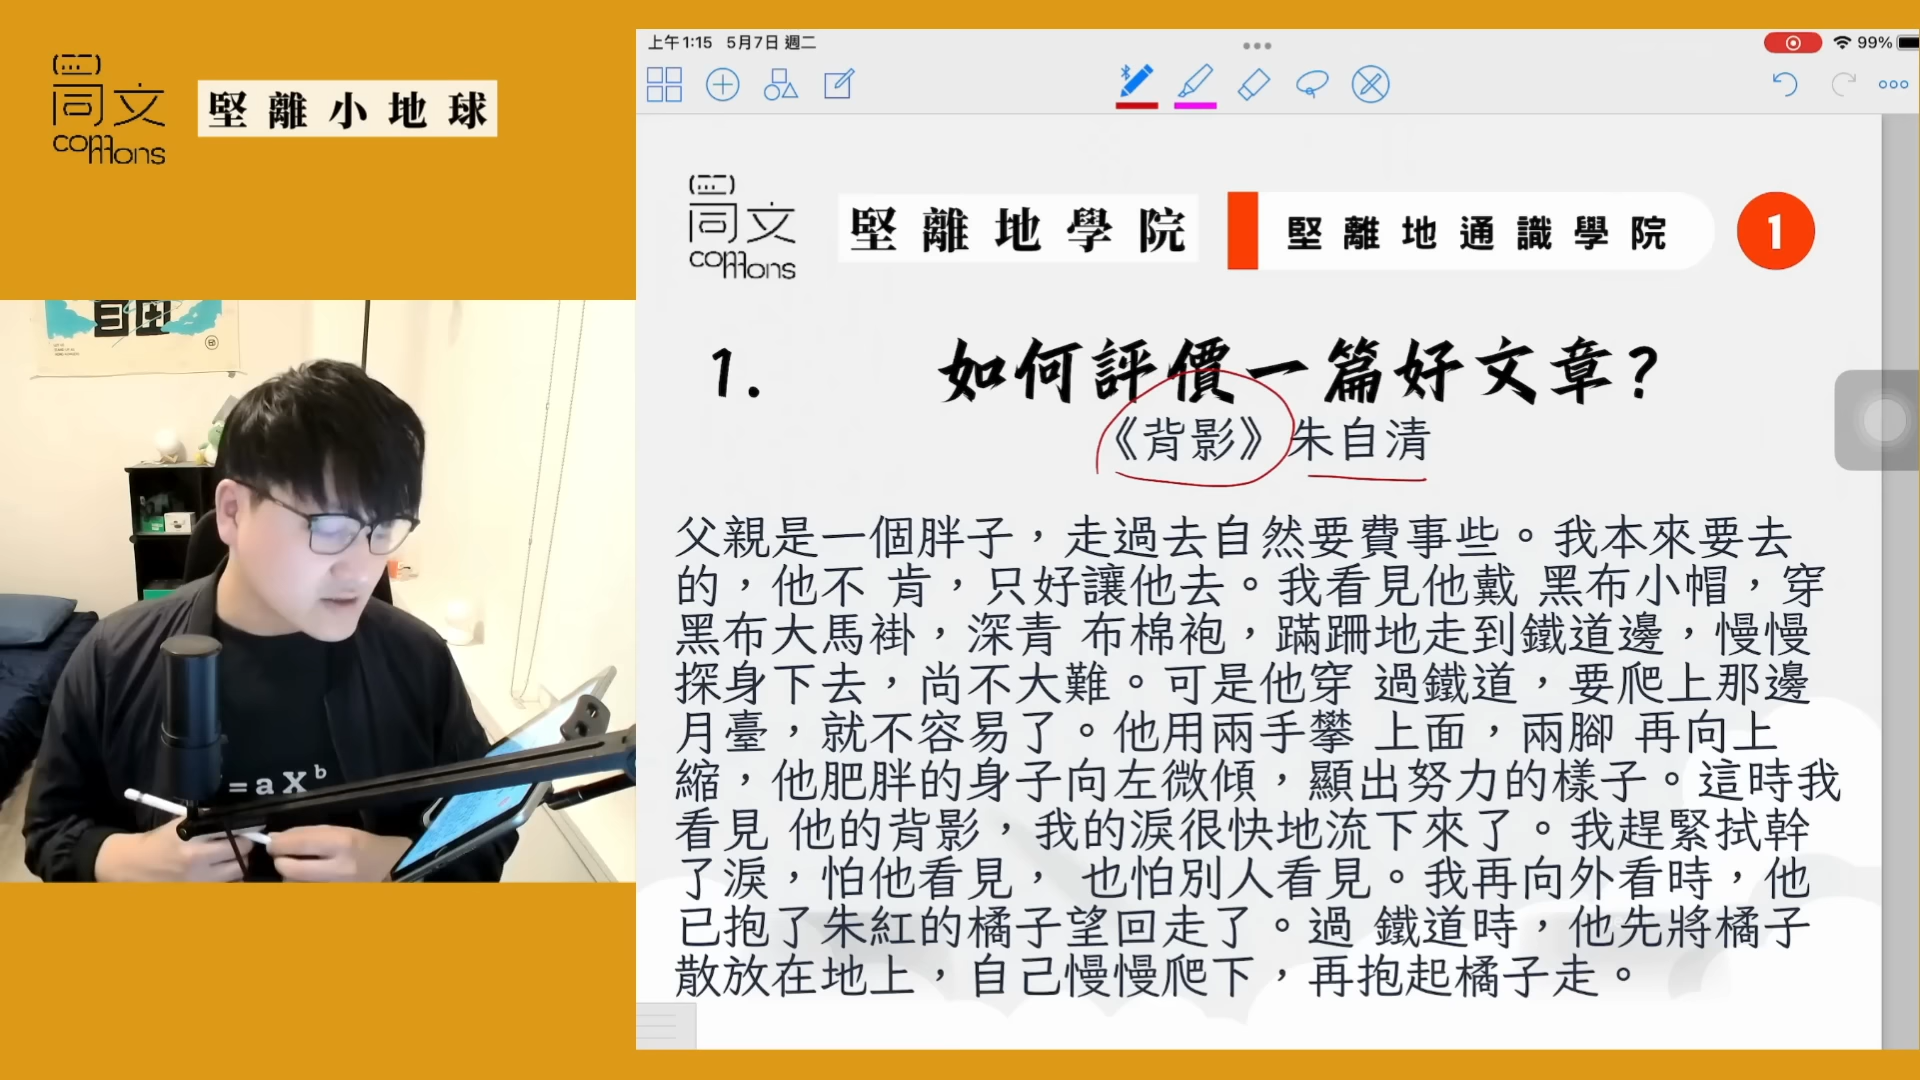 同文
commons
堅離小地球
自由
=axᵇ
上午1:15 5月7日 週二
99%
同文
commons
堅離地學院
堅離地通識學院
1
1. 如何評價一篇好文章?
《背影》朱自清
父親是一個胖子，走過去自然要費事些。我本來要去
的，他不 肯，只好讓他去。我看見他戴 黑布小帽，穿
黑布大馬褂，深青 布棉袍，蹣跚地走到鐵道邊，慢慢
探身下去，尚不大難。可是他穿 過鐵道，要爬上那邊
月臺，就不容易了。他用兩手攀 上面，兩腳 再向上
縮，他肥胖的身子向左微傾，顯出努力的樣子。這時我
看見 他的背影，我的淚很快地流下來了。我趕緊拭幹
了淚，怕他看見， 也怕別人看見。我再向外看時，他
已抱了朱紅的橘子望回走了。過 鐵道時，他先將橘子
散放在地上，自己慢慢爬下，再抱起橘子走。